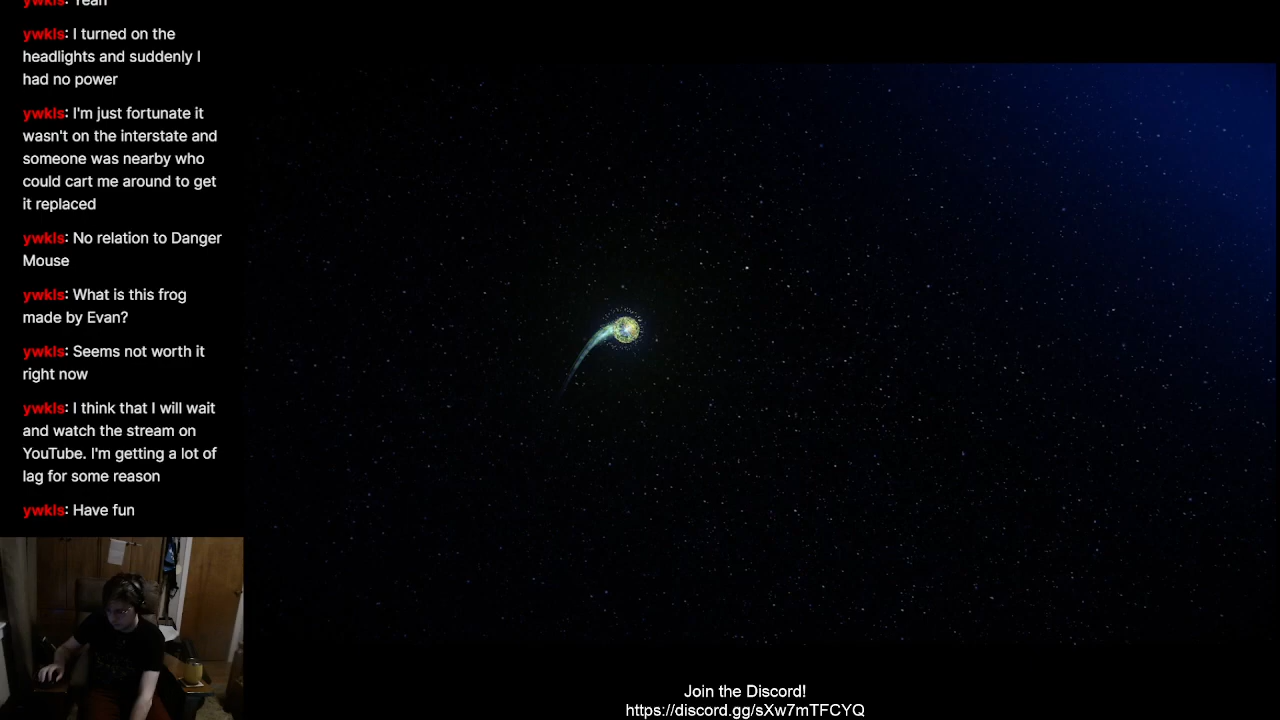 ywkls: Yeah
ywkls: I turned on the
headlights and suddenly I
had no power
ywkls: I'm just fortunate it
wasn't on the interstate and
someone was nearby who
could cart me around to get
it replaced
ywkls: No relation to Danger
Mouse
ywkls: What is this frog
made by Evan?
ywkls: Seems not worth it
right now
ywkls: I think that I will wait
and watch the stream on
YouTube. I'm getting a lot of
lag for some reason
ywkls: Have fun
Join the Discord!
https://discord.gg/sXw7mTFCYQ